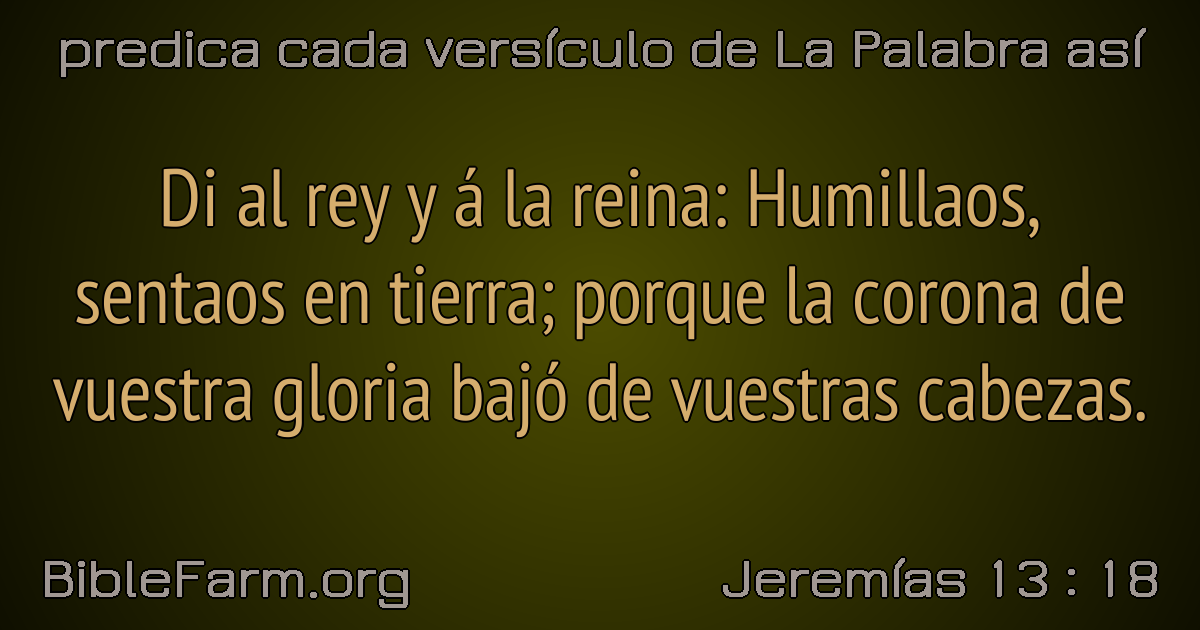 predica cada versículo de La Palabra así
Di al rey y á la reina: Humillaos,
sentaos en tierra; porque la corona de
vuestra gloria bajó de vuestras cabezas.
BibleFarm.org
Jeremías 13 : 18